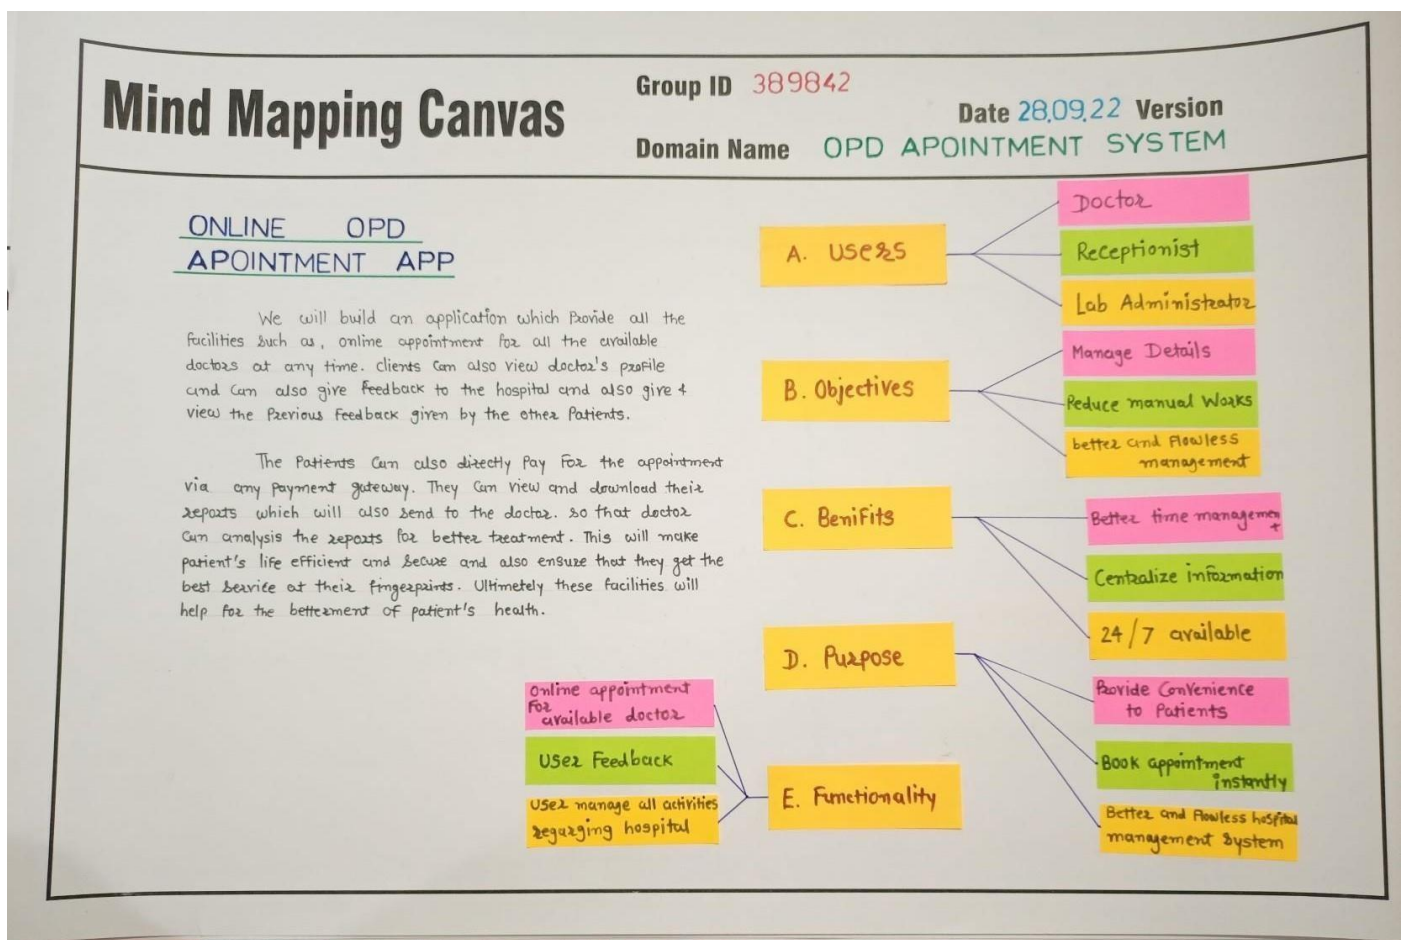 Mind Mapping Canvas
Group ID 389842
Date 28.09.22 Version
Domain Name OPD APOINTMENT SYSTEM
ONLINE OPD
APOINTMENT APP
We will build an application which Provide all the
facilities such as, online appointment for all the available
doctors at any time. clients can also view doctor's profile
and can also give feedback to the hospital and also give &
view the Previous feedback given by the other Patients.
The Patients can also directly Pay for the appointment
via any Payment gateway. They can view and download their
reports which will also send to the doctor. so that doctor
can analysis the reports for better treatment. This will make
patient's life efficient and secure and also ensure that they get the
best service at their fingerpaints. Ultimetely these facilities will
help for the betterment of patient's health.
A. Users
Doctor
Receptionist
Lab Administrator
B. Objectives
Manage Details
Reduce manual Works
better and Flowless
management
C. Benifits
Better time management
Centralize information
24/7 available
D. Purpose
Provide Convenience
to Patients
Book appointment
instantly
Better and Flowless hospital
management System
E. Functionality
Online appointment
For
available doctor
User Feedback
User manage all activities
regarging hospital